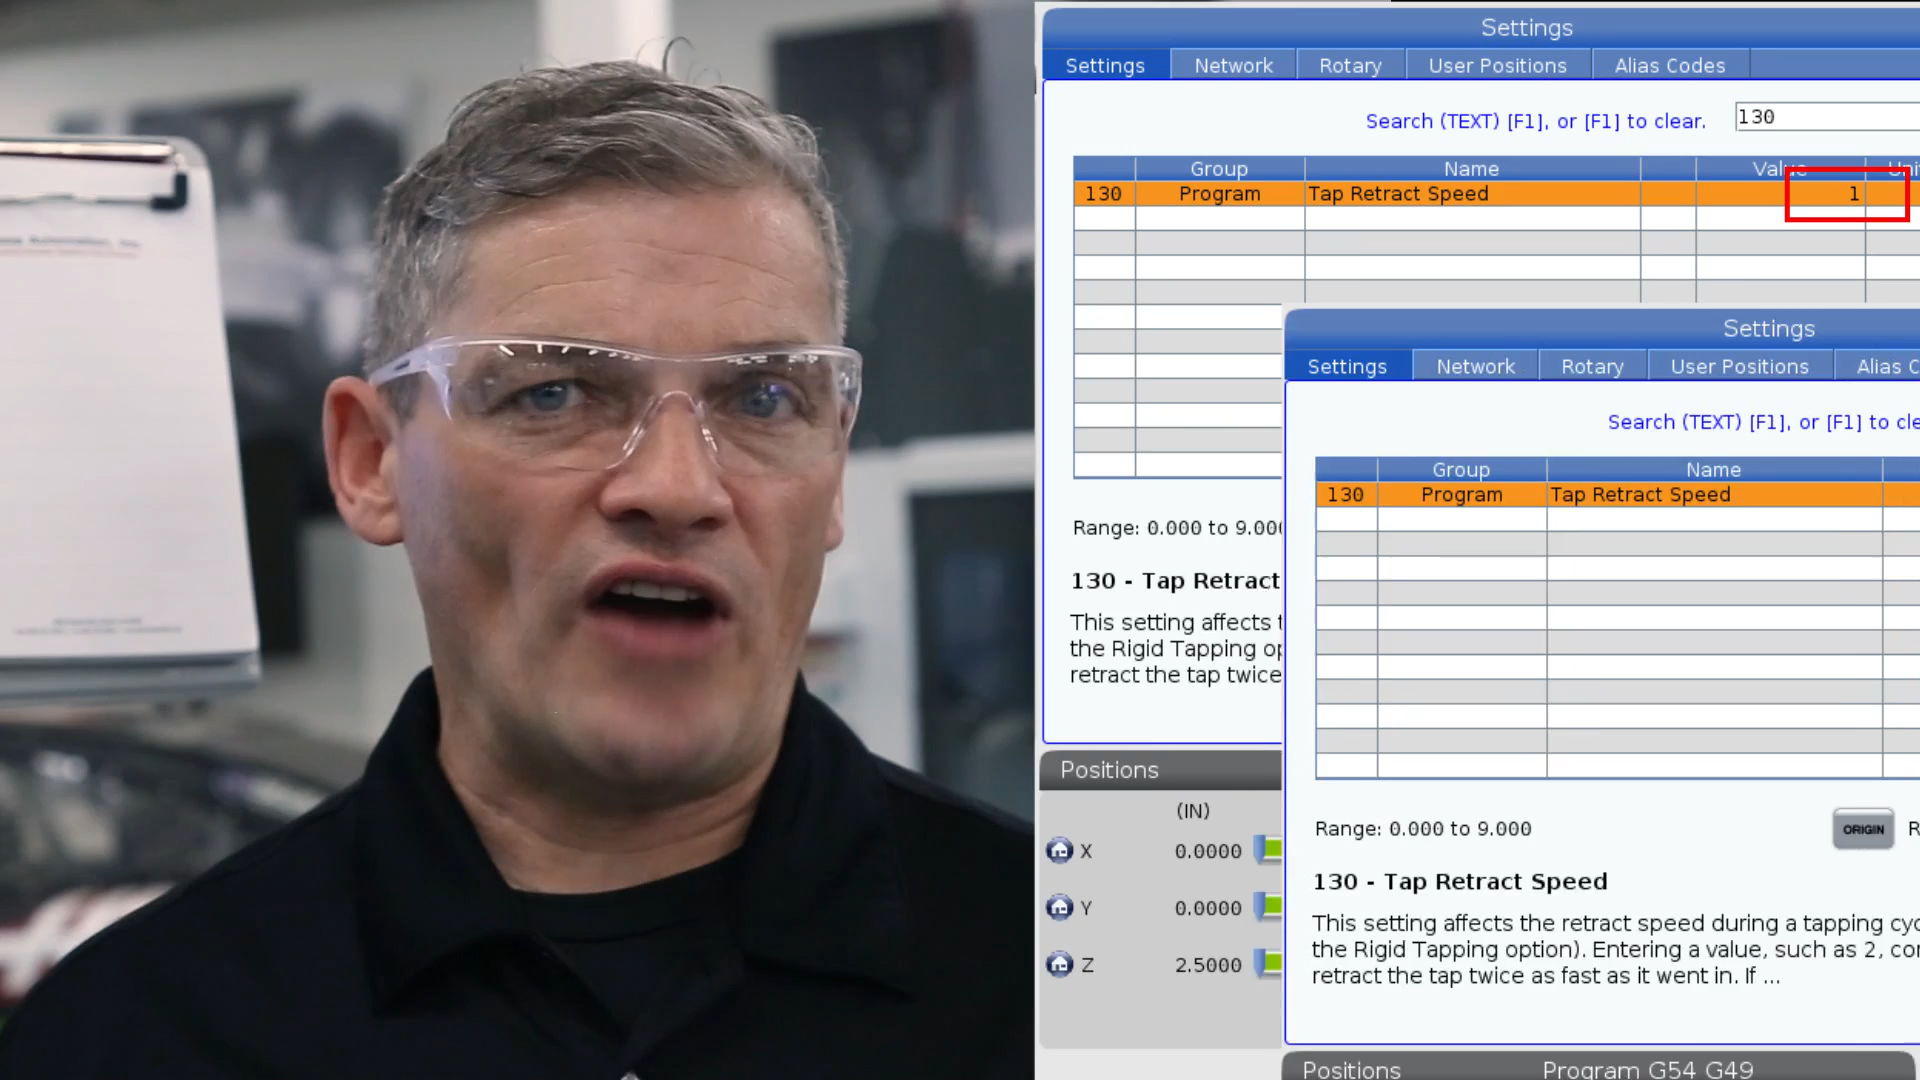 Settings
Settings Network Rotary User Positions Alias Codes
Search (TEXT) [F1], or [F1] to clear. 130
Group Name Value
130 Program Tap Retract Speed 1
Range: 0.000 to 9.000
130 - Tap Retract
This setting affects
the Rigid Tapping
retract the tap twice
Positions
(IN)
X 0.0000
Y 0.0000
Z 2.5000
Settings
Settings Network Rotary User Positions Alias C
Search (TEXT) [F1], or [F1] to cle
Group Name
130 Program Tap Retract Speed
Range: 0.000 to 9.000 ORIGIN R
130 - Tap Retract Speed
This setting affects the retract speed during a tapping cyc
the Rigid Tapping option). Entering a value, such as 2, co
retract the tap twice as fast as it went in. If ...
Positions Program G54 G49